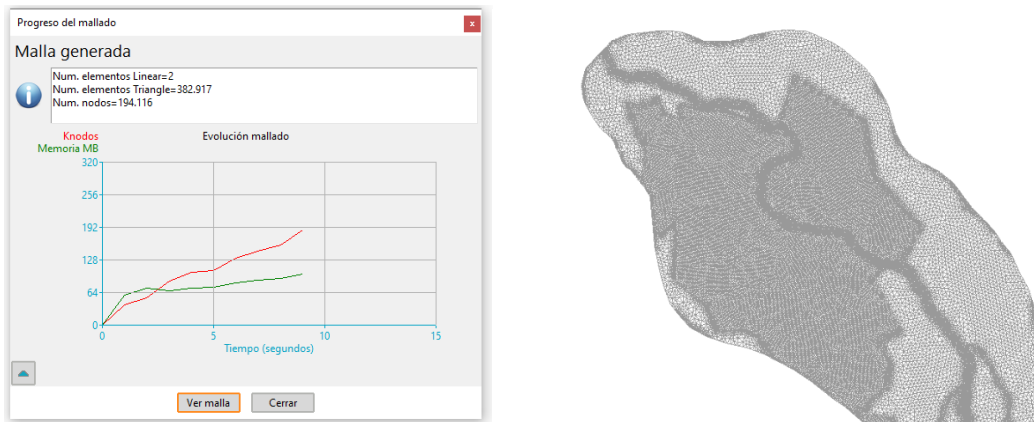 Progreso del mallado
x
Malla generada
Num. elementos Linear=2
Num. elementos Triangle=382.917
Num. nodos=194.116
Knodos
Memoria MB
Evolución mallado
320
256
192
128
64
0
0
5
10
15
Tiempo (segundos)
Ver malla
Cerrar